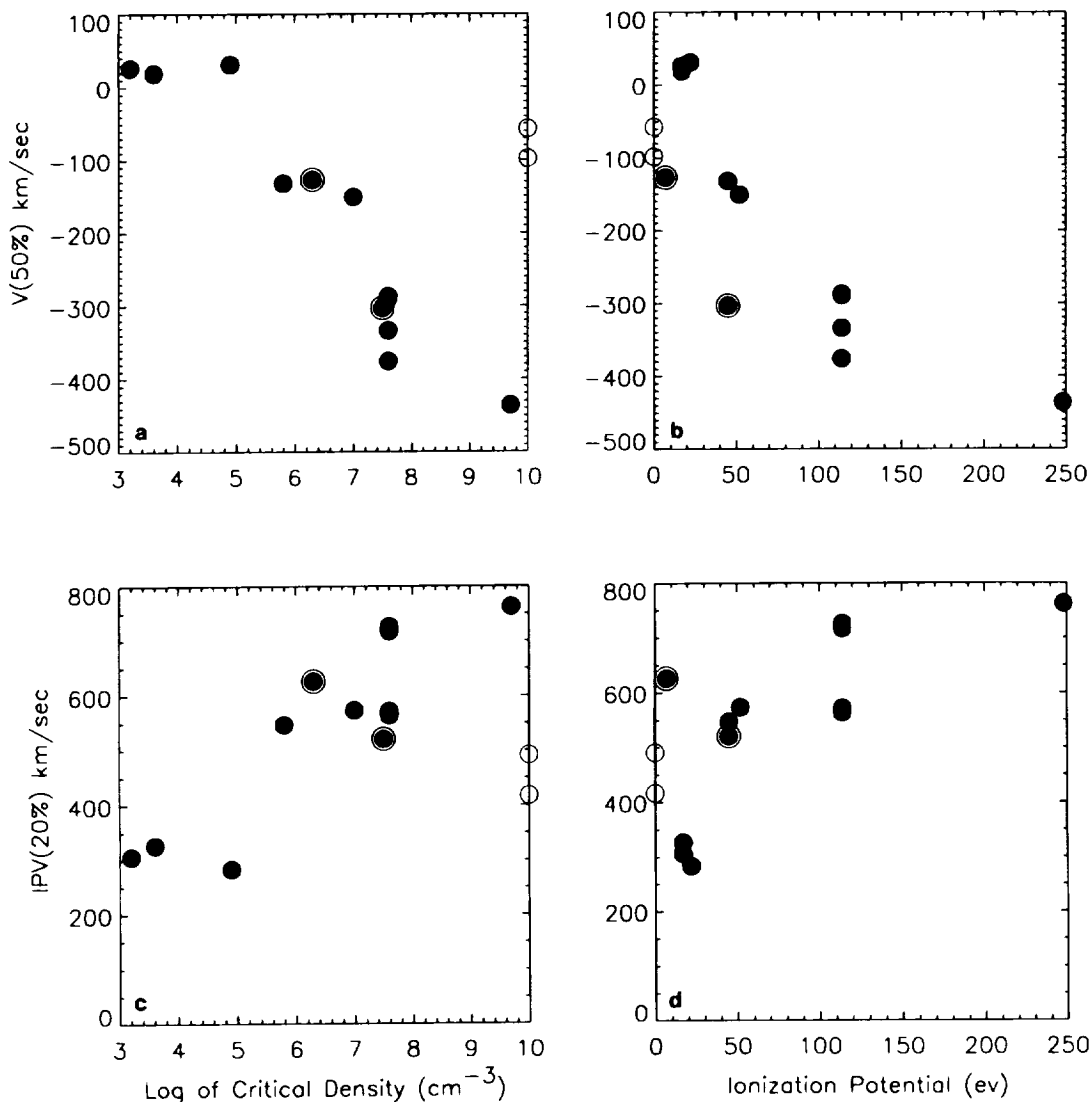 V(50%) km/sec
100
0
-100
-200
-300
-400
-500
a
3 4 5 6 7 8 9 10
100
0
-100
-200
-300
-400
-500
b
0 50 100 150 200 250
IPV(20%) km/sec
800
600
400
200
0
c
3 4 5 6 7 8 9 10
Log of Critical Density (cm⁻³)
800
600
400
200
0
d
0 50 100 150 200 250
Ionization Potential (ev)